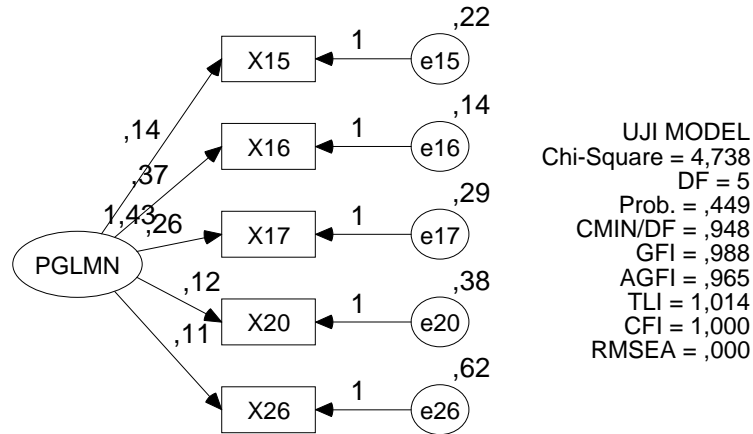 ,22
1
X15
e15
,14
,14
1
X16
e16
,37
,29
1,43
,26
1
X17
e17
PGLMN
,12
,38
1
X20
e20
,11
,62
1
X26
e26
UJI MODEL
Chi-Square = 4,738
DF = 5
Prob. = ,449
CMIN/DF = ,948
GFI = ,988
AGFI = ,965
TLI = 1,014
CFI = 1,000
RMSEA = ,000